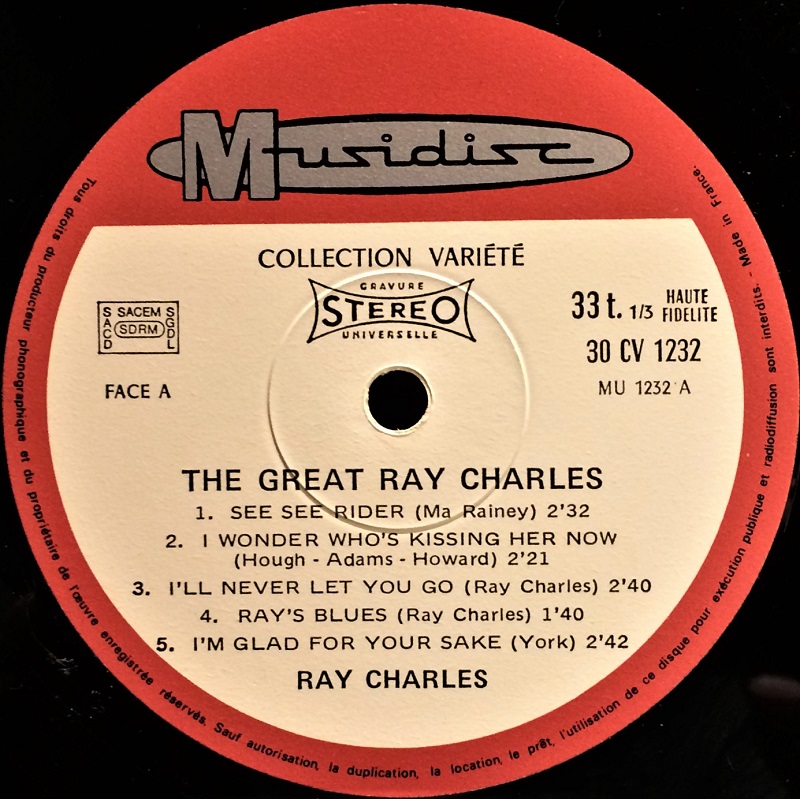 Musidisc
COLLECTION VARIÉTÉ
GRAVURE
STEREO
UNIVERSELLE
SACD
SACEM
SDRM
SGDL
33 t. 1/3 HAUTE FIDELITE
30 CV 1232
FACE A
MU 1232 A
THE GREAT RAY CHARLES
1. SEE SEE RIDER (Ma Rainey) 2'32
2. I WONDER WHO'S KISSING HER NOW
(Hough - Adams - Howard) 2'21
3. I'LL NEVER LET YOU GO (Ray Charles) 2'40
4. RAY'S BLUES (Ray Charles) 1'40
5. I'M GLAD FOR YOUR SAKE (York) 2'42
RAY CHARLES
Tous droits du producteur phonographique et du propriétaire de l'œuvre enregistrée réservés. Sauf autorisation, la duplication, la location, le prêt, l'utilisation de ce disque pour exécution publique et radiodiffusion sont interdits. - Made in France.